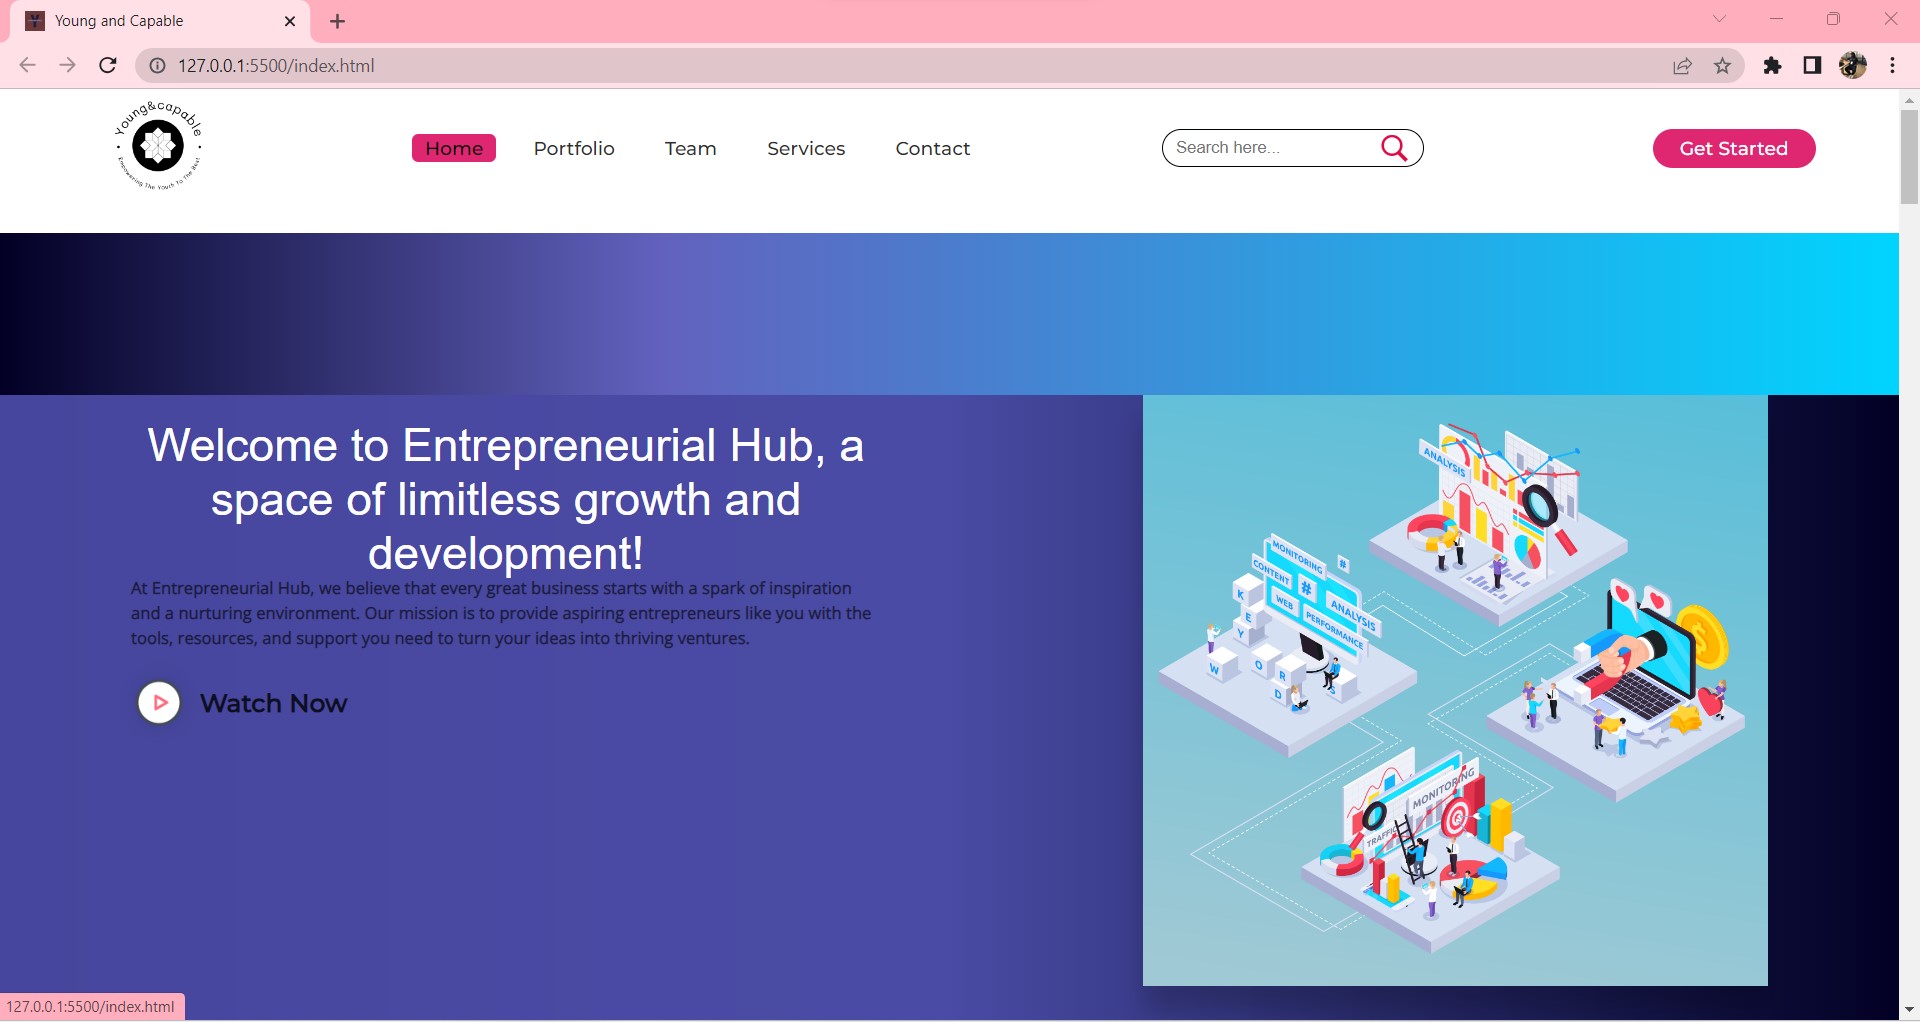 Young and Capable
127.0.0.1:5500/index.html
Young&capable
Empowering The Youth To The Best
Home
Portfolio
Team
Services
Contact
Search here...
Get Started
Welcome to Entrepreneurial Hub, a
space of limitless growth and
development!
At Entrepreneurial Hub, we believe that every great business starts with a spark of inspiration
and a nurturing environment. Our mission is to provide aspiring entrepreneurs like you with the
tools, resources, and support you need to turn your ideas into thriving ventures.
Watch Now
ANALYSIS
MONITORING
CONTENT
#
#
WEB
ANALYSIS
PERFORMANCE
K
E
Y
W
O
R
D
S
$
MONITORING
TRAFFIC
127.0.0.1:5500/index.html